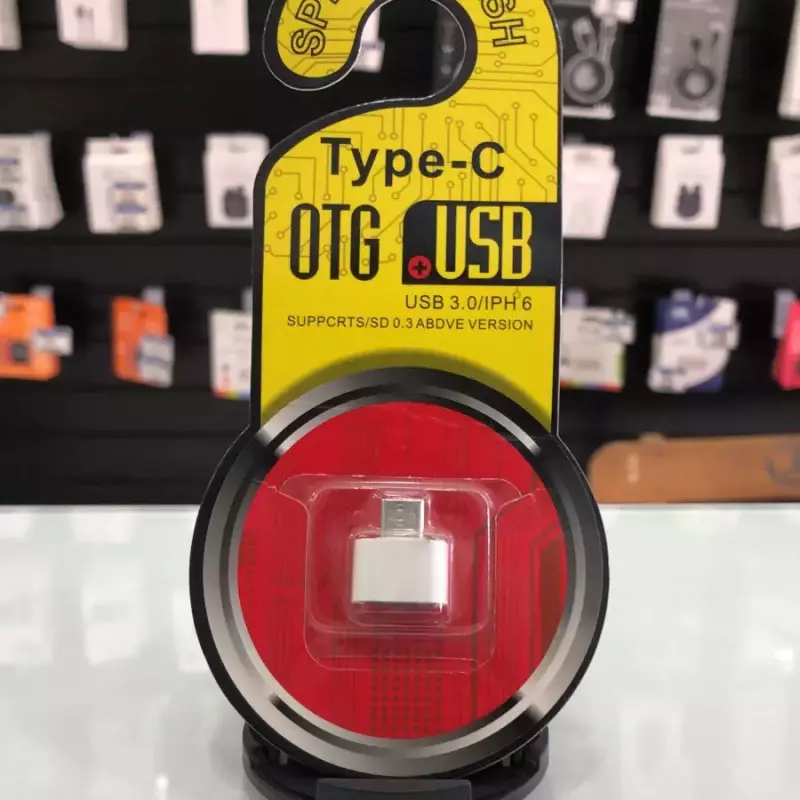 Type-C
OTG USB
USB 3.0/IPH 6
SUPPCRTS/SD 0.3 ABDVE VERSION